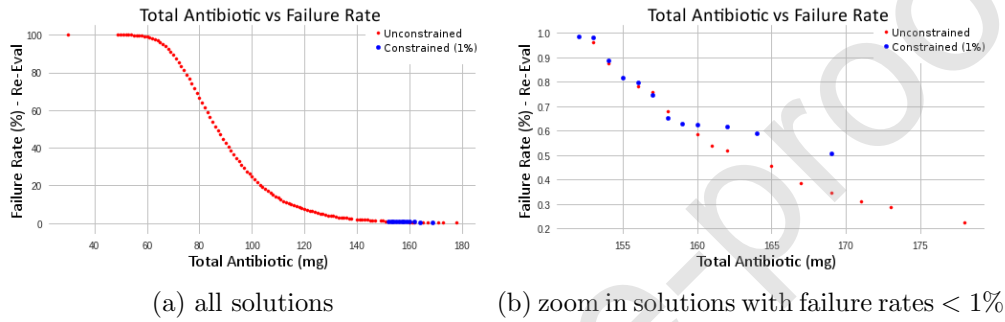 Total Antibiotic vs Failure Rate
Unconstrained
Constrained (1%)
Failure Rate (%) - Re-Eval
100
80
60
40
20
0
40
60
80
100
120
140
160
180
Total Antibiotic (mg)
(a) all solutions
Total Antibiotic vs Failure Rate
Unconstrained
Constrained (1%)
Failure Rate (%) - Re-Eval
1.0
0.9
0.8
0.7
0.6
0.5
0.4
0.3
0.2
155
160
165
170
175
Total Antibiotic (mg)
(b) zoom in solutions with failure rates < 1%